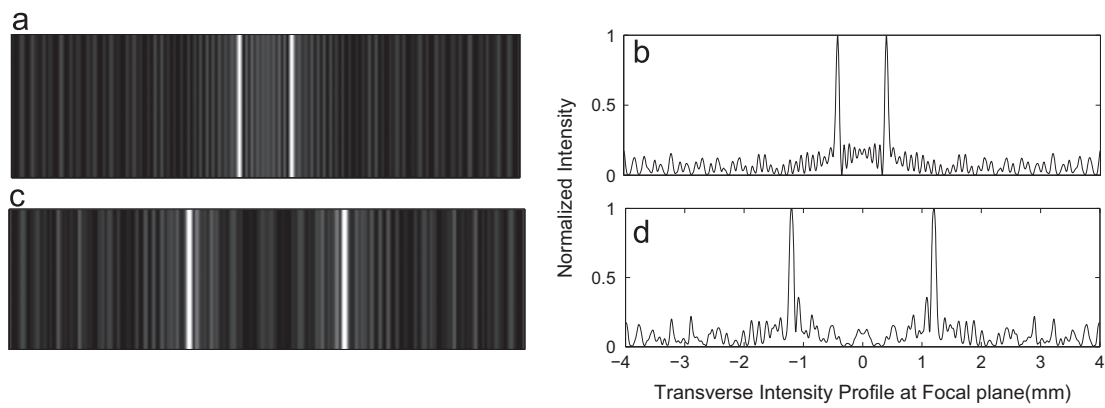 a
b
1
0.5
0
c
d
1
0.5
0
−4 −3 −2 −1 0 1 2 3 4
Normalized Intensity
Transverse Intensity Profile at Focal plane(mm)